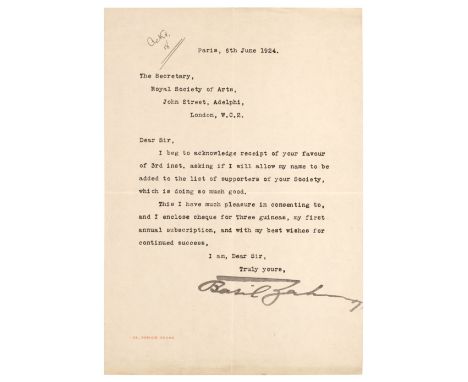 Ackd.
Paris, 6th June 1924.
The Secretary,
Royal Society of Arts,
John Street, Adelphi,
London, W.C.2.
Dear Sir,
I beg to acknowledge receipt of your favour
of 3rd inst, asking if I will allow my name to be
added to the list of supporters of your Society,
which is doing so much good.
This I have much pleasure in consenting to,
and I enclose cheque for Three guineas, my first
annual subscription, and with my best wishes for
continued success,
I am, Dear Sir,
Truly yours,
Basil Zaharoff